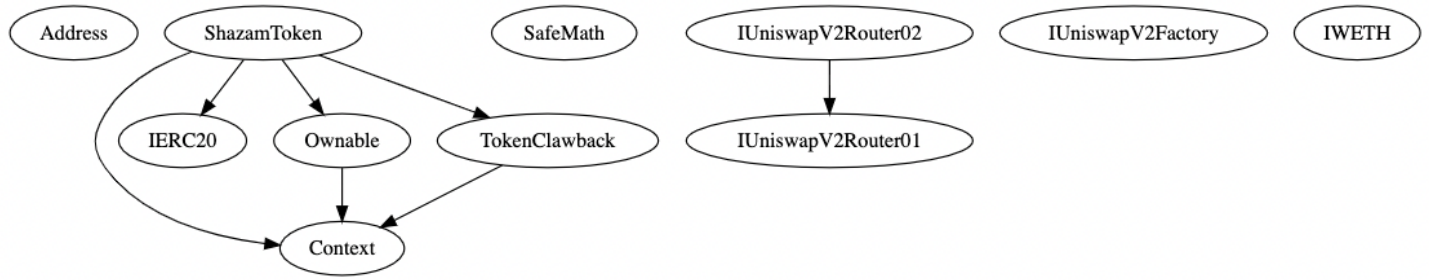 Address
ShazamToken
SafeMath
IUniswapV2Router02
IUniswapV2Factory
IWETH
IERC20
Ownable
TokenClawback
IUniswapV2Router01
Context